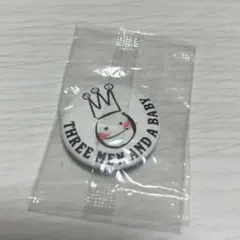 THREE MEN AND A BABY